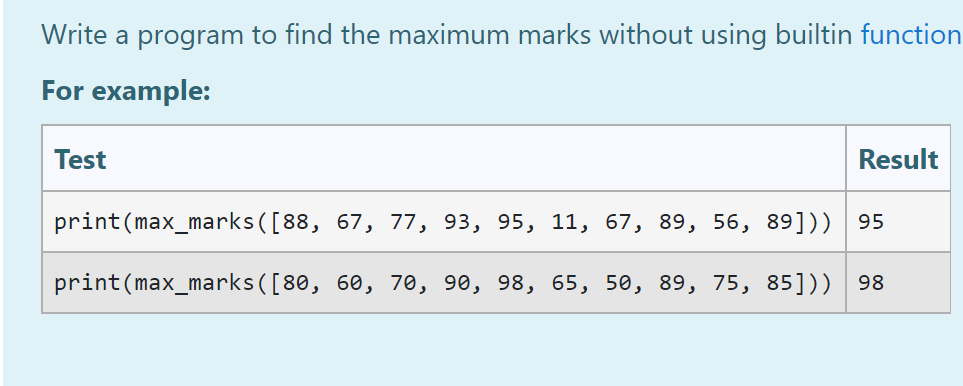 Write a program to find the maximum marks without using builtin function
For example:
Test Result
print(max_marks([88, 67, 77, 93, 95, 11, 67, 89, 56, 89])) 95
print(max_marks([80, 60, 70, 90, 98, 65, 50, 89, 75, 85])) 98